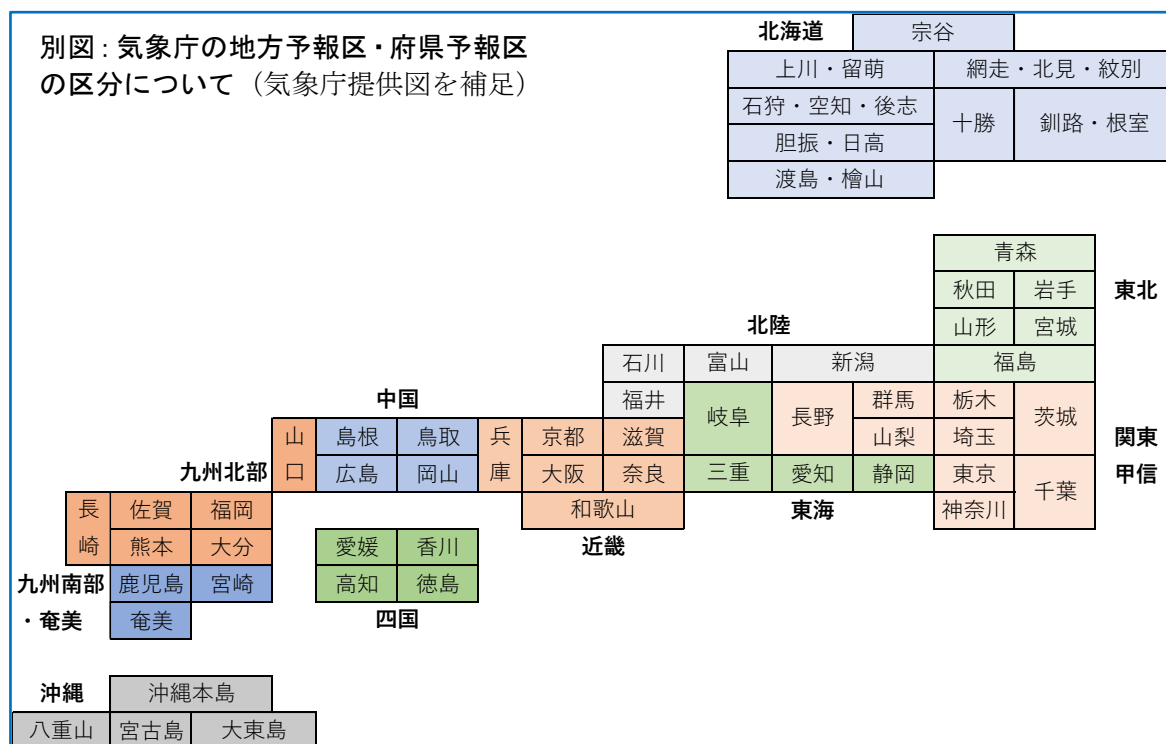 別図：気象庁の地方予報区・府県予報区
の区分について（気象庁提供図を補足）
北海道
宗谷
上川・留萌
網走・北見・紋別
石狩・空知・後志
十勝
釧路・根室
胆振・日高
渡島・檜山
青森
秋田
岩手
東北
山形
宮城
北陸
石川
富山
新潟
福島
中国
福井
岐阜
長野
群馬
栃木
茨城
山口
島根
鳥取
兵庫
京都
滋賀
山梨
埼玉
関東
九州北部
広島
岡山
大阪
奈良
三重
愛知
静岡
東京
千葉
甲信
長崎
佐賀
福岡
和歌山
東海
神奈川
熊本
大分
愛媛
香川
近畿
九州南部
鹿児島
宮崎
高知
徳島
・奄美
奄美
四国
沖縄
沖縄本島
八重山
宮古島
大東島